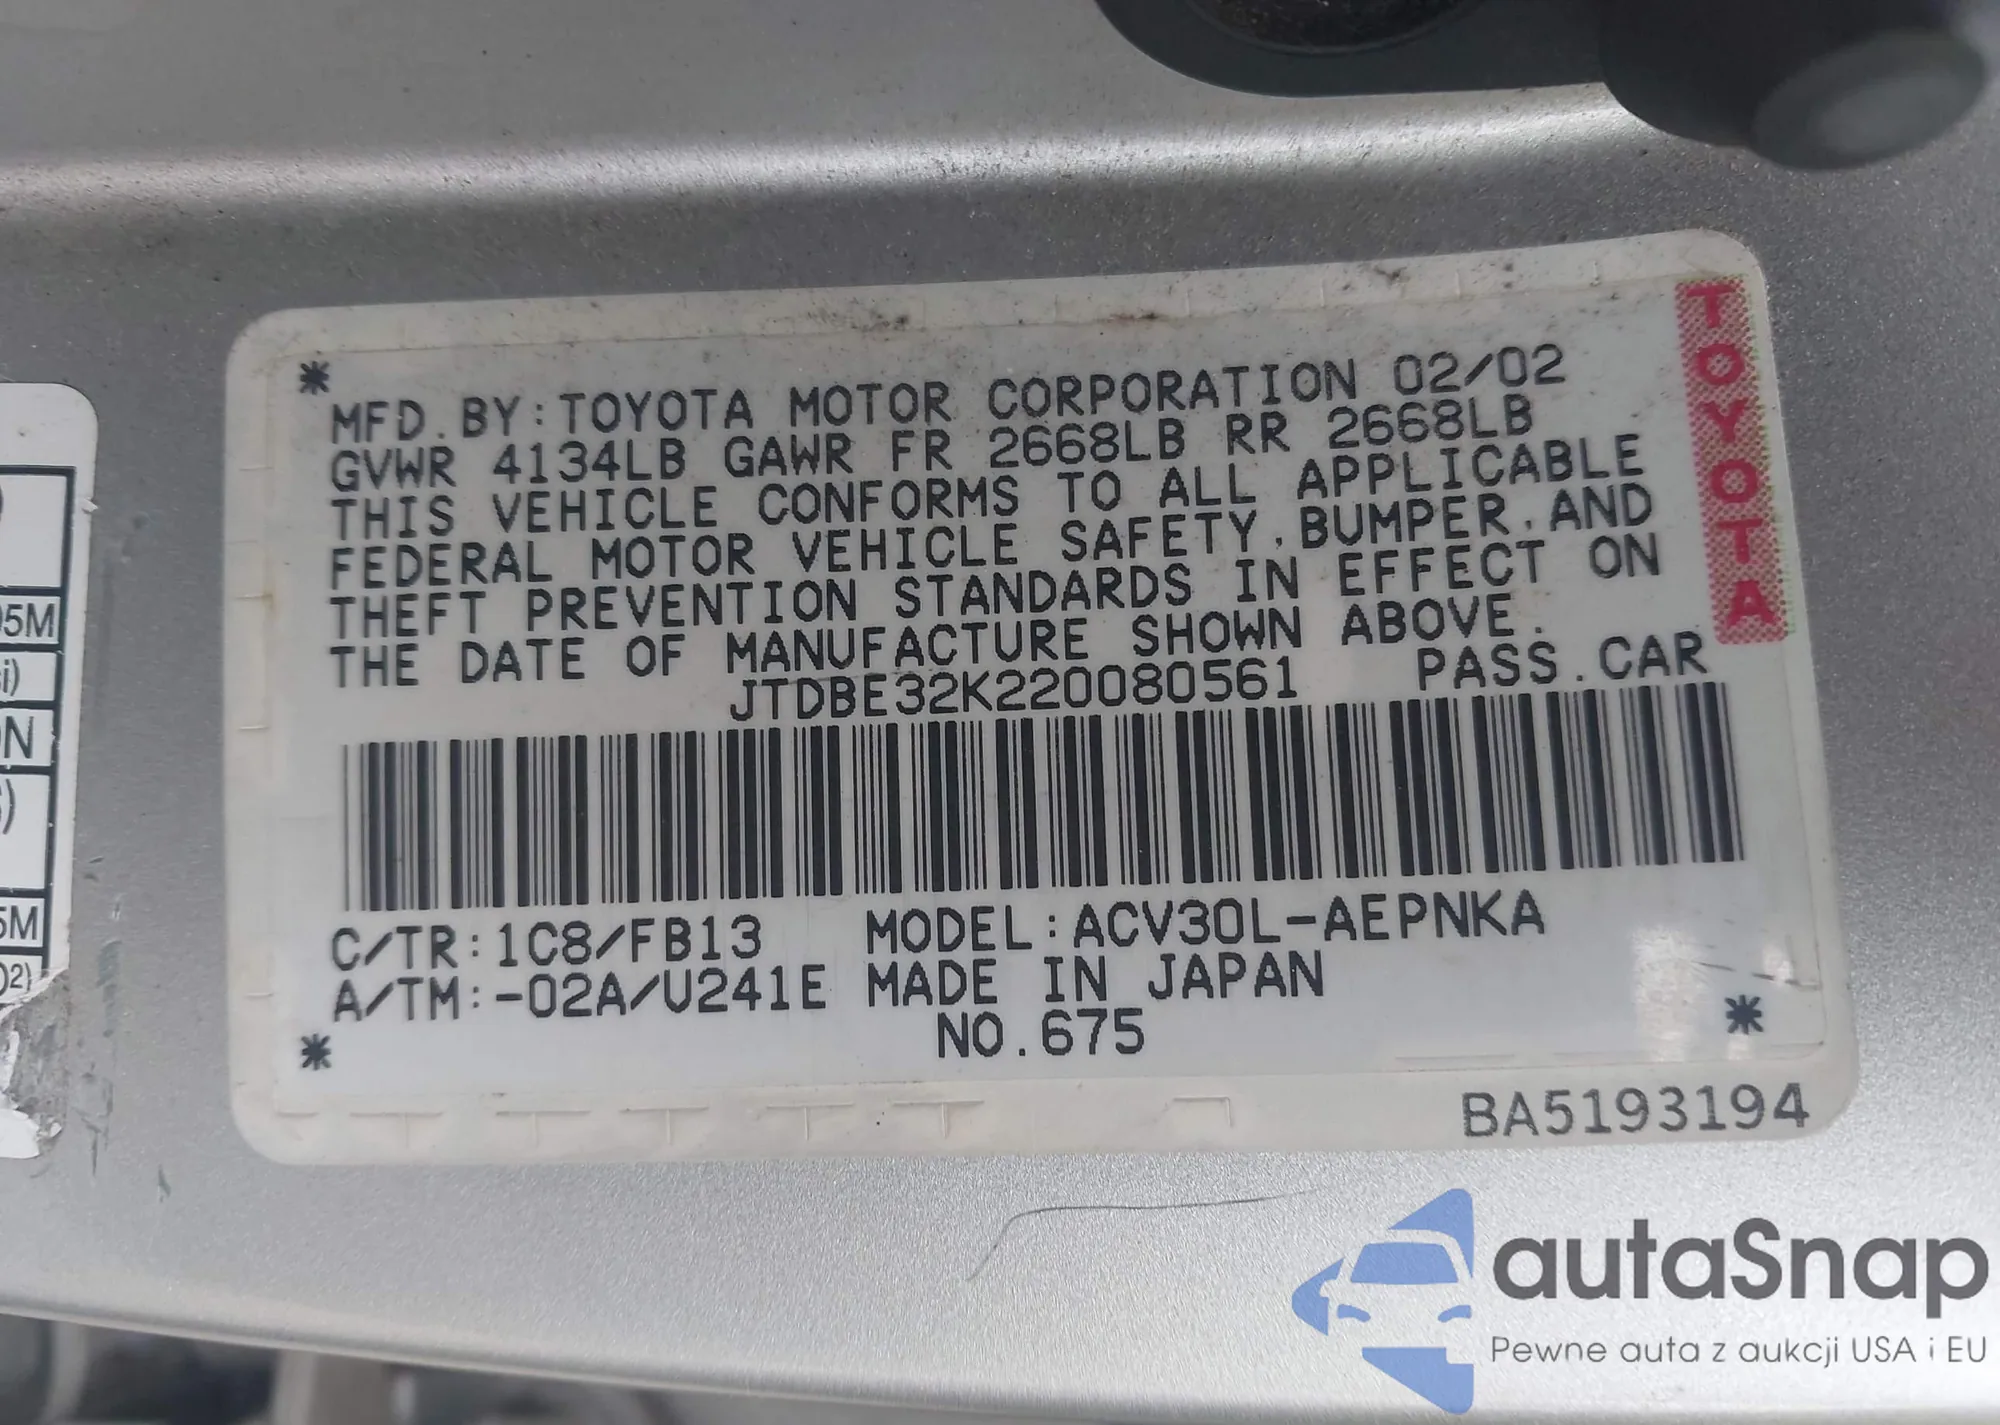 * MFD.BY:TOYOTA MOTOR CORPORATION 02/02
GVWR 4134LB GAWR FR 2668LB RR 2668LB
THIS VEHICLE CONFORMS TO ALL APPLICABLE
FEDERAL MOTOR VEHICLE SAFETY,BUMPER,AND
THEFT PREVENTION STANDARDS IN EFFECT ON
THE DATE OF MANUFACTURE SHOWN ABOVE.
JTDBE32K220080561 PASS.CAR
C/TR:1C8/FB13 MODEL:ACV30L-AEPNKA
A/TM:-02A/U241E MADE IN JAPAN
* NO.675 *
BA5193194
TOYOTA
05M
ON
5M
autaSnap
Pewne auta z aukcji USA i EU